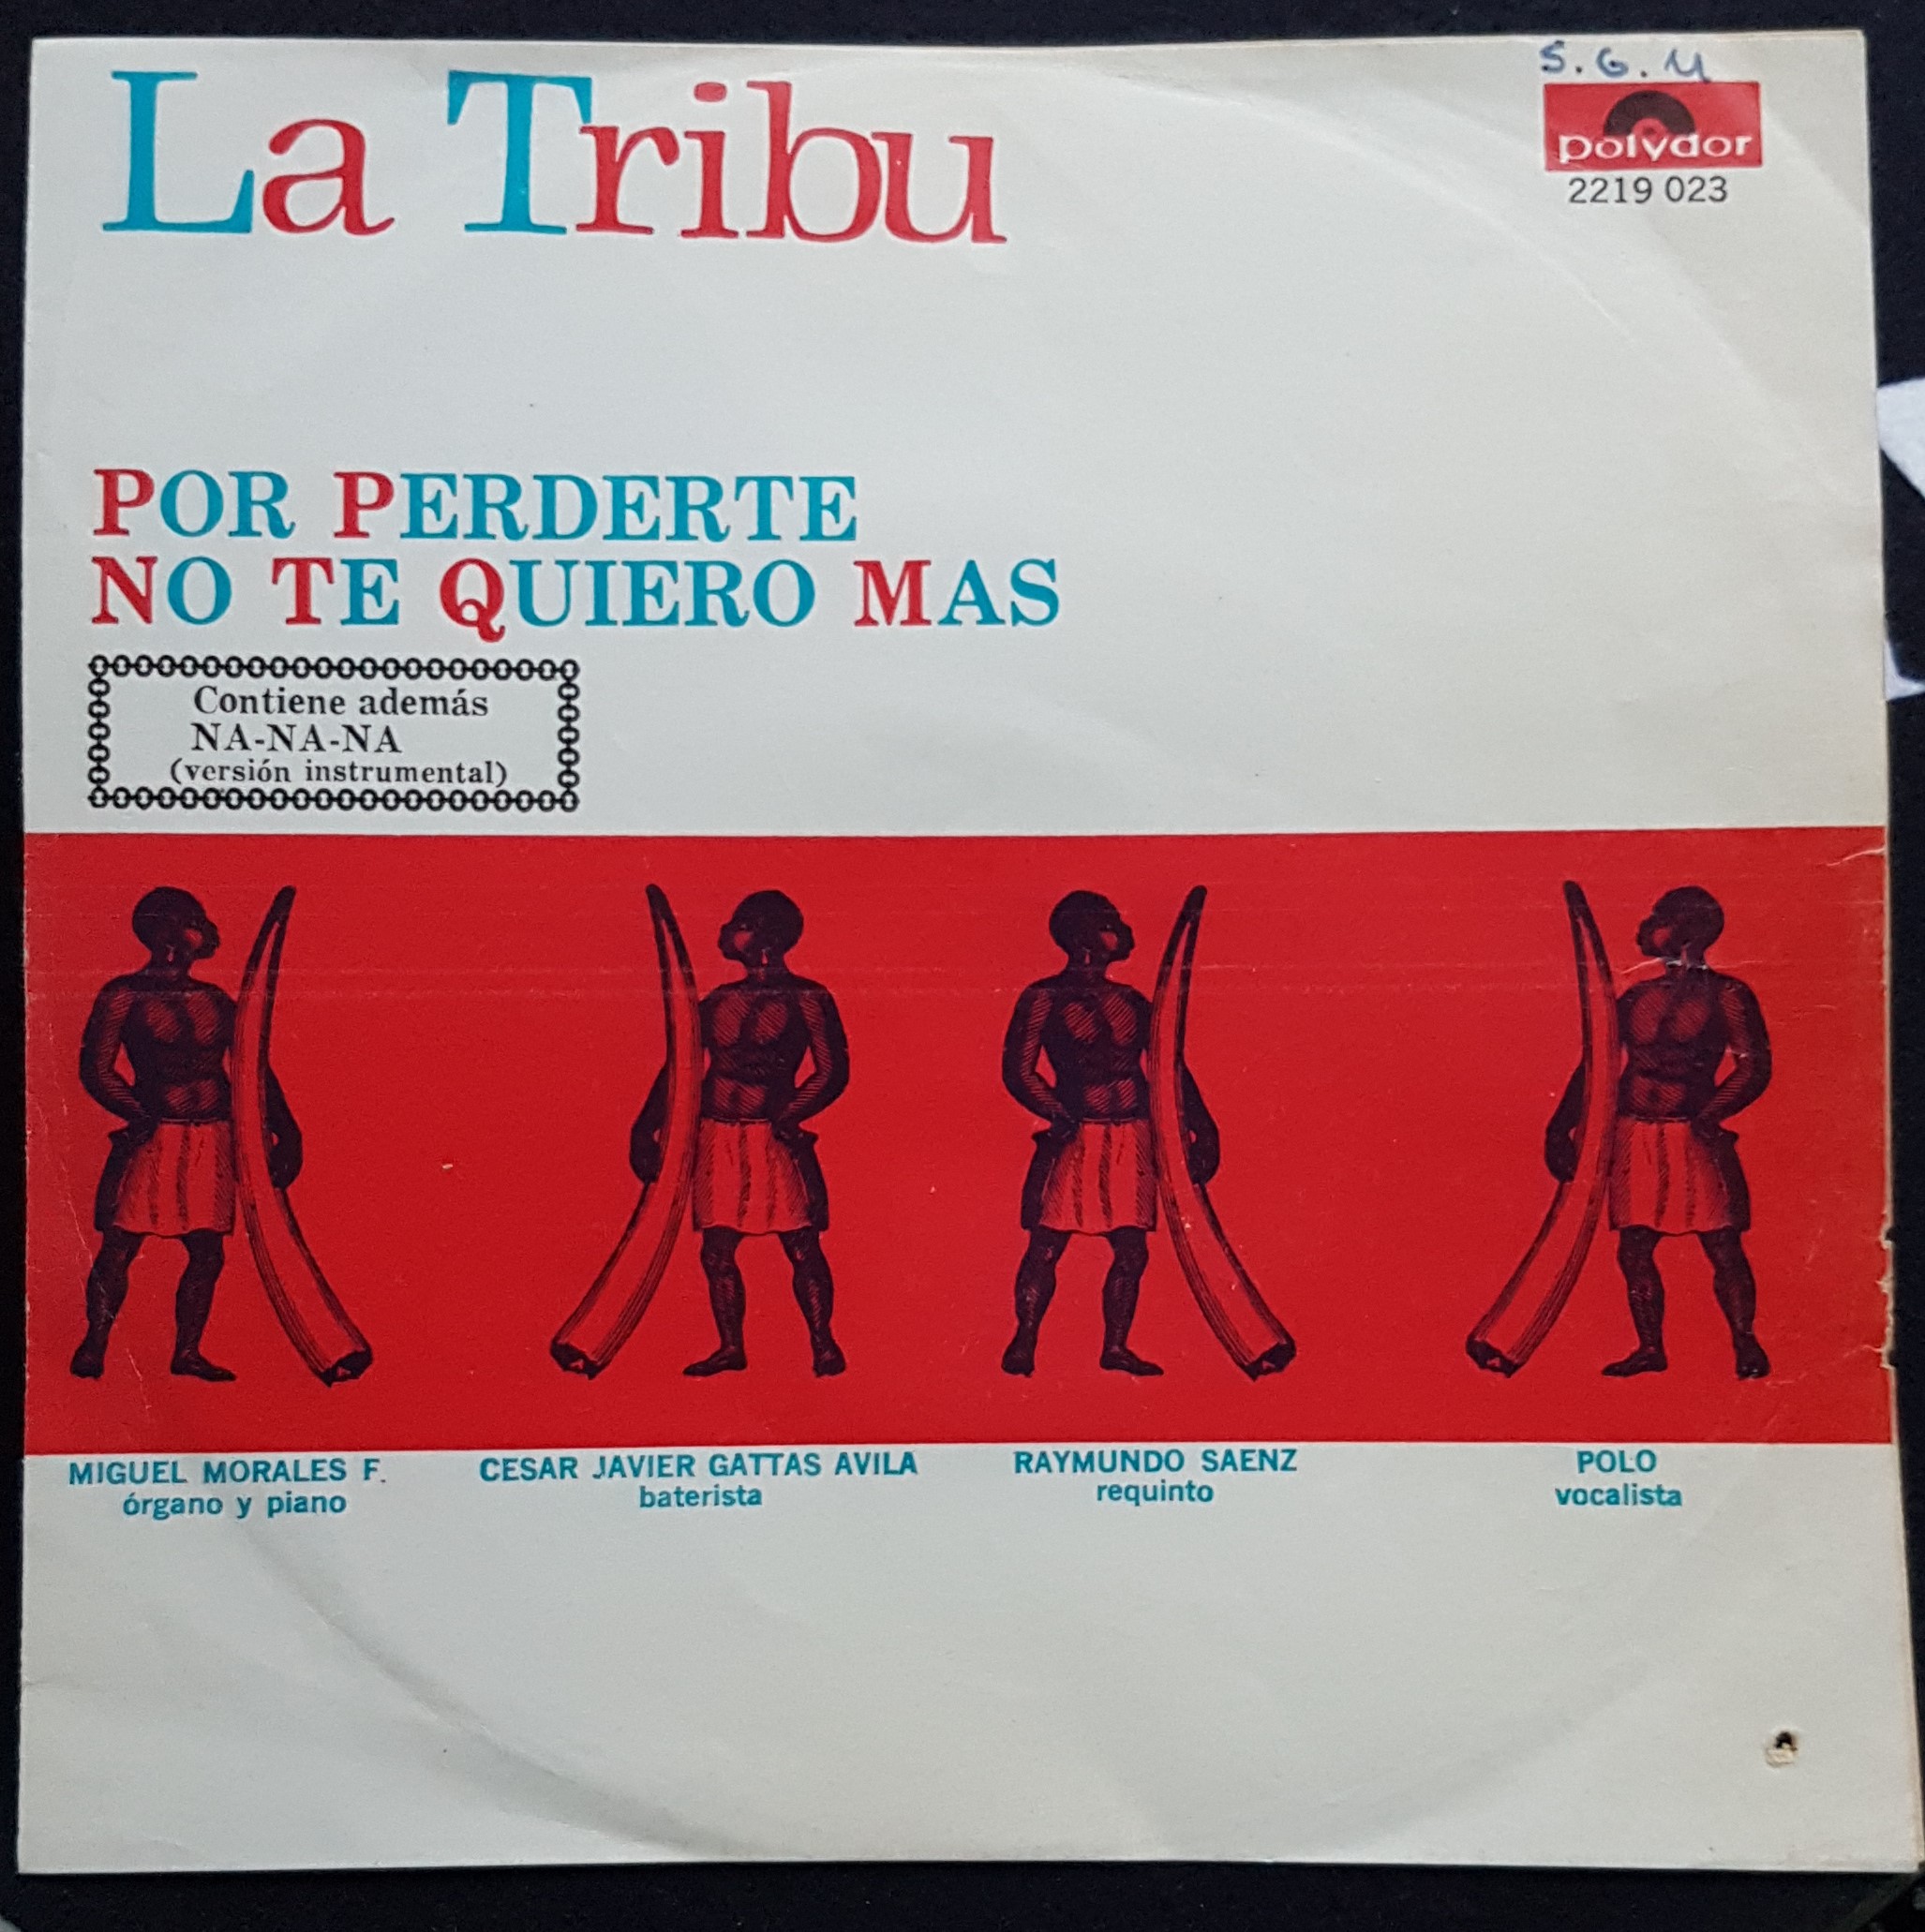 S. G. M
La Tribu
polydor
2219 023
POR PERDERTE
NO TE QUIERO MAS
Contiene además
NA-NA-NA
(versión instrumental)
MIGUEL MORALES F.
órgano y piano
CESAR JAVIER GATTAS AVILA
baterista
RAYMUNDO SAENZ
requinto
POLO
vocalista